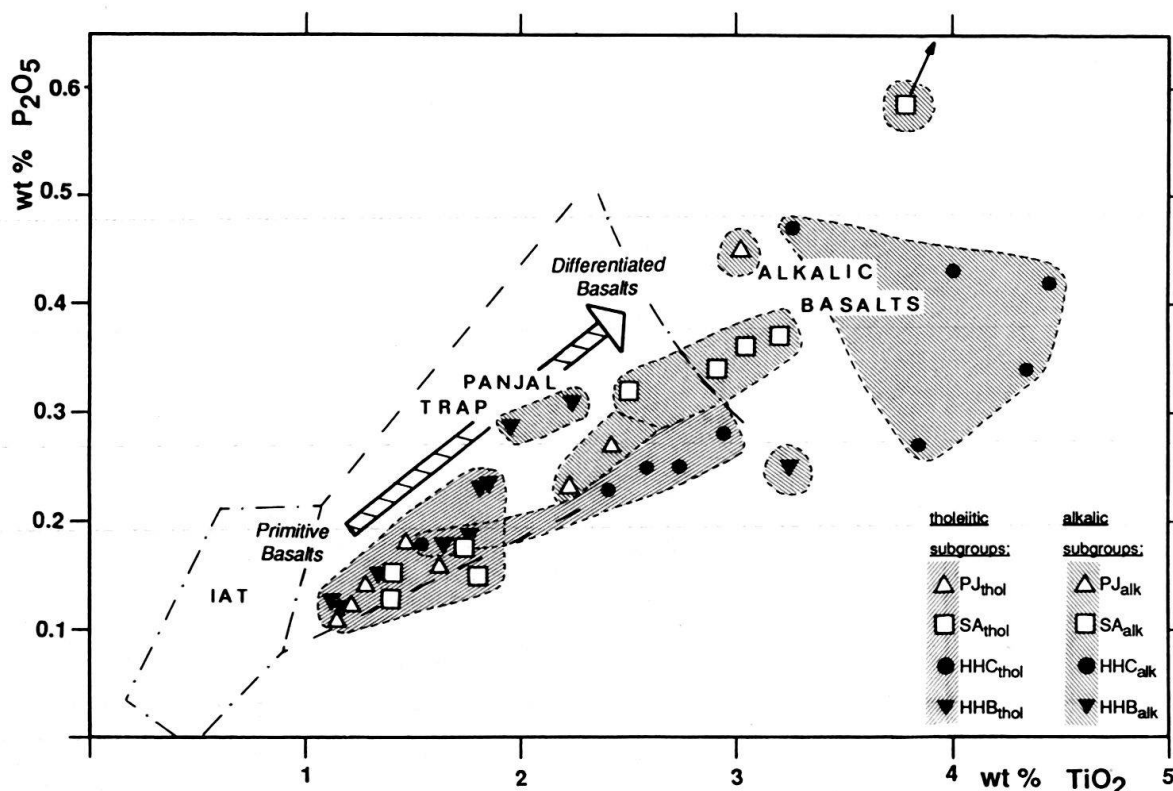 wt % P₂O₅
0.6
0.5
0.4
0.3
0.2
0.1
Differentiated
Basalts
ALKALIC
BASALTS
PANJAL
TRAP
Primitive
Basalts
IAT
tholeiitic alkalic
subgroups: subgroups:
PJthol PJalk
SAthol SAalk
HHCthol HHCalk
HHBthol HHBalk
1 2 3 4 5
wt % TiO₂